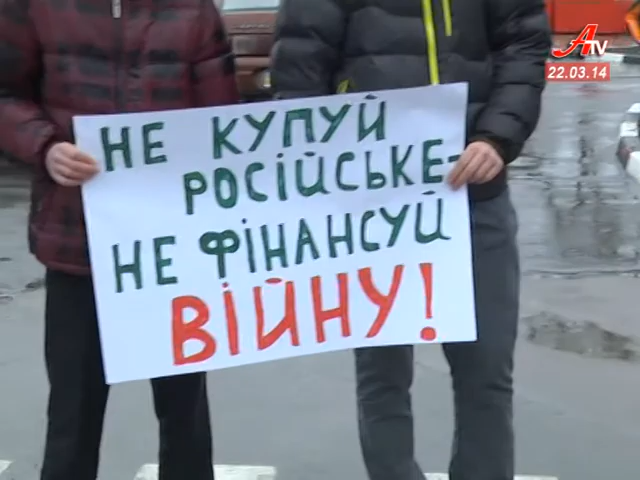 НЕ КУПУЙ
РОСІЙСЬКЕ-
НЕ ФІНАНСУЙ
ВІЙНУ!
ATV
22.03.14